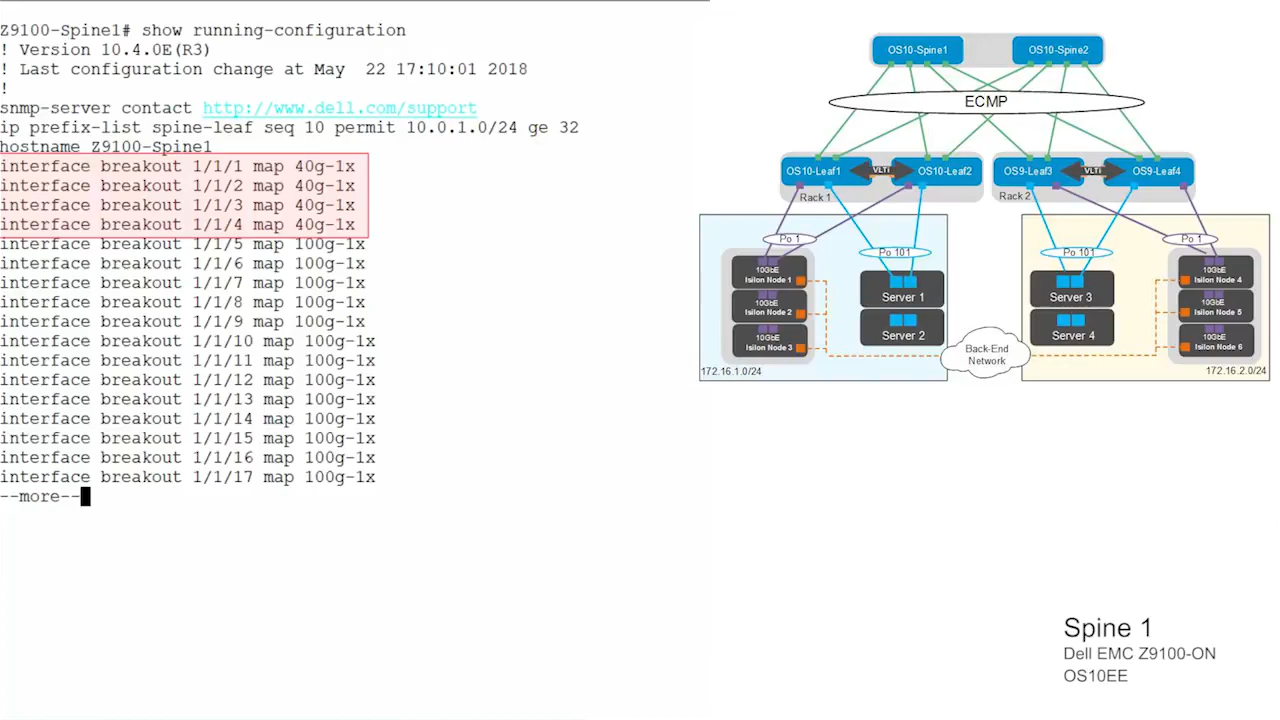 Z9100-Spine1# show running-configuration
! Version 10.4.0E(R3)
! Last configuration change at May  22 17:10:01 2018
!
snmp-server contact http://www.dell.com/support
ip prefix-list spine-leaf seq 10 permit 10.0.1.0/24 ge 32
hostname Z9100-Spine1
interface breakout 1/1/1 map 40g-1x
interface breakout 1/1/2 map 40g-1x
interface breakout 1/1/3 map 40g-1x
interface breakout 1/1/4 map 40g-1x
interface breakout 1/1/5 map 100g-1x
interface breakout 1/1/6 map 100g-1x
interface breakout 1/1/7 map 100g-1x
interface breakout 1/1/8 map 100g-1x
interface breakout 1/1/9 map 100g-1x
interface breakout 1/1/10 map 100g-1x
interface breakout 1/1/11 map 100g-1x
interface breakout 1/1/12 map 100g-1x
interface breakout 1/1/13 map 100g-1x
interface breakout 1/1/14 map 100g-1x
interface breakout 1/1/15 map 100g-1x
interface breakout 1/1/16 map 100g-1x
interface breakout 1/1/17 map 100g-1x
--more--
OS10-Spine1
OS10-Spine2
ECMP
OS10-Leaf1
VLTi
OS10-Leaf2
OS9-Leaf3
VLTi
OS9-Leaf4
Rack 1
Rack 2
Po 1
Po 101
Po 101
Po 1
10GbE
Isilon Node 1
10GbE
Isilon Node 2
10GbE
Isilon Node 3
Server 1
Server 2
Server 3
Server 4
10GbE
Isilon Node 4
10GbE
Isilon Node 5
10GbE
Isilon Node 6
Back-End
Network
172.16.1.0/24
172.16.2.0/24
Spine 1
Dell EMC Z9100-ON
OS10EE